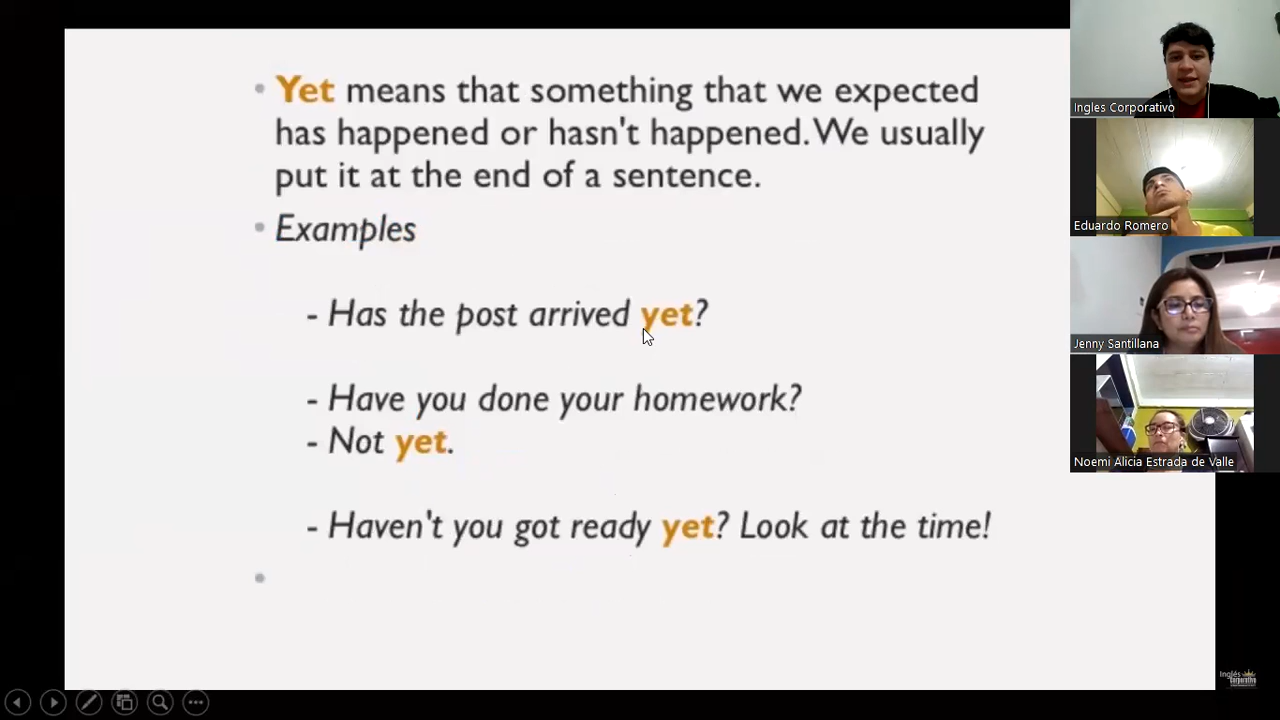 Yet means that something that we expected
has happened or hasn't happened. We usually
put it at the end of a sentence.
Examples
- Has the post arrived yet?
- Have you done your homework?
- Not yet.
- Haven't you got ready yet? Look at the time!
Ingles Corporativo
Eduardo Romero
Jenny Santillana
Noemi Alicia Estrada de Valle
Inglés
Corporativo